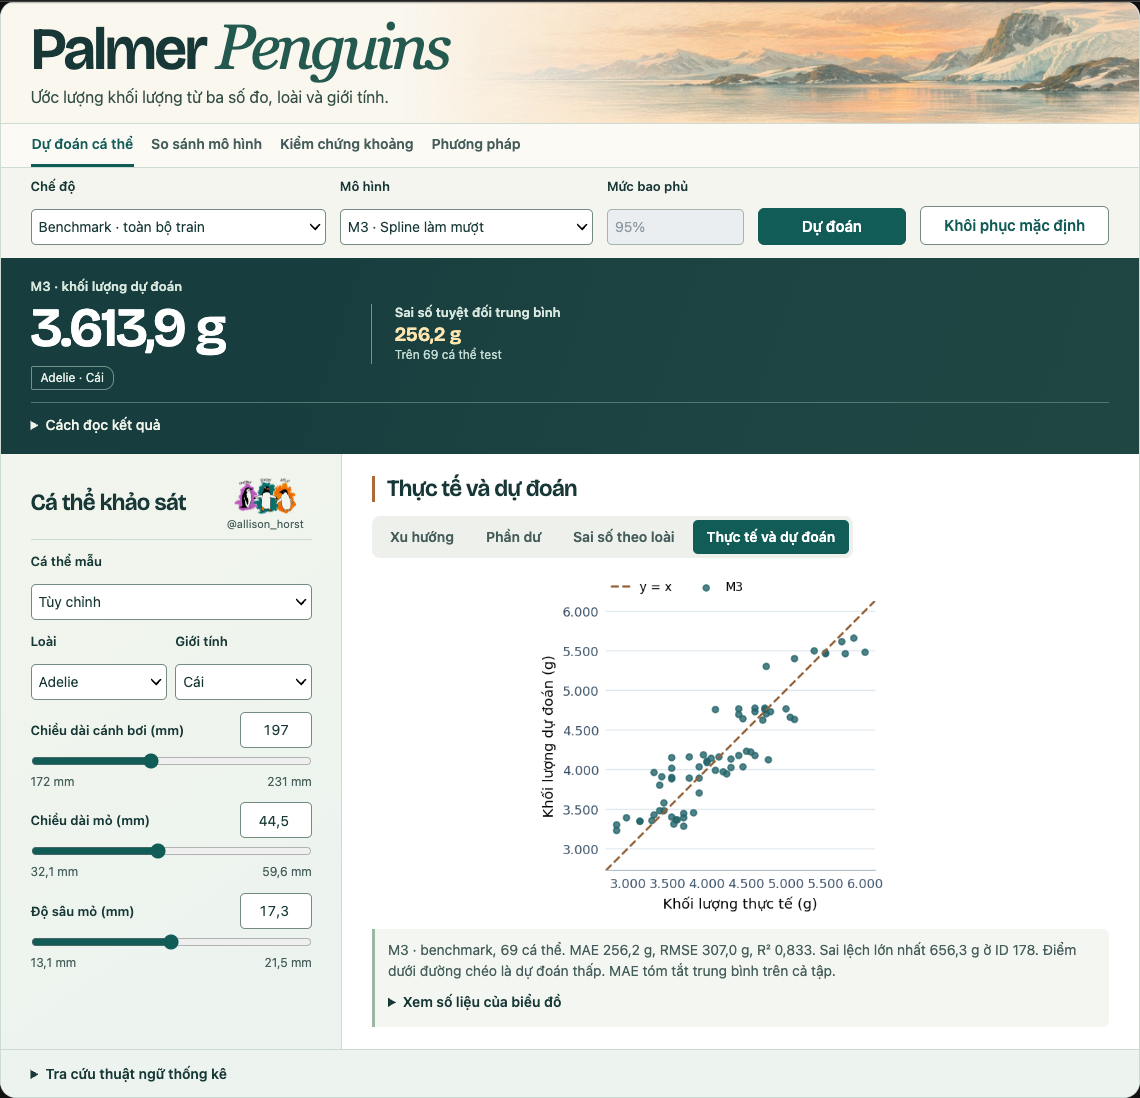 Palmer Penguins
Ước lượng khối lượng từ ba số đo, loài và giới tính.
Dự đoán cá thể So sánh mô hình Kiểm chứng khoảng Phương pháp
Chế độ Mô hình Mức bao phủ
Benchmark · toàn bộ train M3 · Spline làm mượt 95% Dự đoán Khôi phục mặc định
M3 · khối lượng dự đoán
3.613,9 g
Adelie · Cái
Sai số tuyệt đối trung bình
256,2 g
Trên 69 cá thể test
▶ Cách đọc kết quả
Cá thể khảo sát
@allison_horst
Cá thể mẫu
Tùy chỉnh
Loài Giới tính
Adelie Cái
Chiều dài cánh bơi (mm) 197
172 mm 231 mm
Chiều dài mỏ (mm) 44,5
32,1 mm 59,6 mm
Độ sâu mỏ (mm) 17,3
13,1 mm 21,5 mm
Thực tế và dự đoán
Xu hướng Phần dư Sai số theo loài Thực tế và dự đoán
y = x M3
Khối lượng dự đoán (g)
6.000
5.500
5.000
4.500
4.000
3.500
3.000
3.000 3.500 4.000 4.500 5.000 5.500 6.000
Khối lượng thực tế (g)
M3 · benchmark, 69 cá thể. MAE 256,2 g, RMSE 307,0 g, R² 0,833. Sai lệch lớn nhất 656,3 g ở ID 178. Điểm
dưới đường chéo là dự đoán thấp. MAE tóm tắt trung bình trên cả tập.
▶ Xem số liệu của biểu đồ
▶ Tra cứu thuật ngữ thống kê